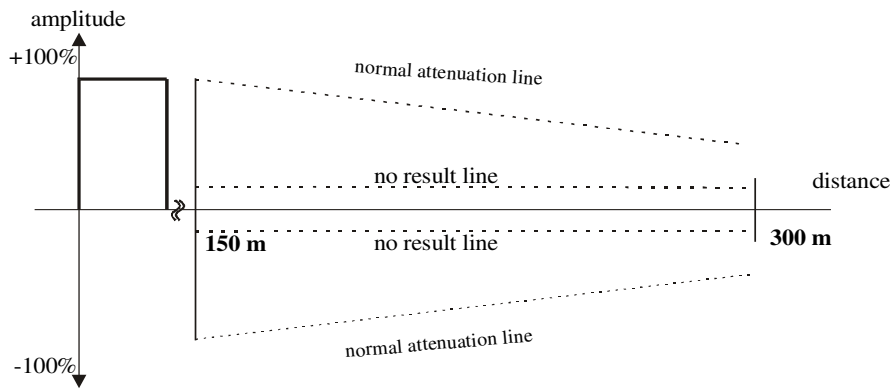 amplitude
+100%
normal attenuation line
no result line
distance
150 m
no result line
300 m
normal attenuation line
-100%